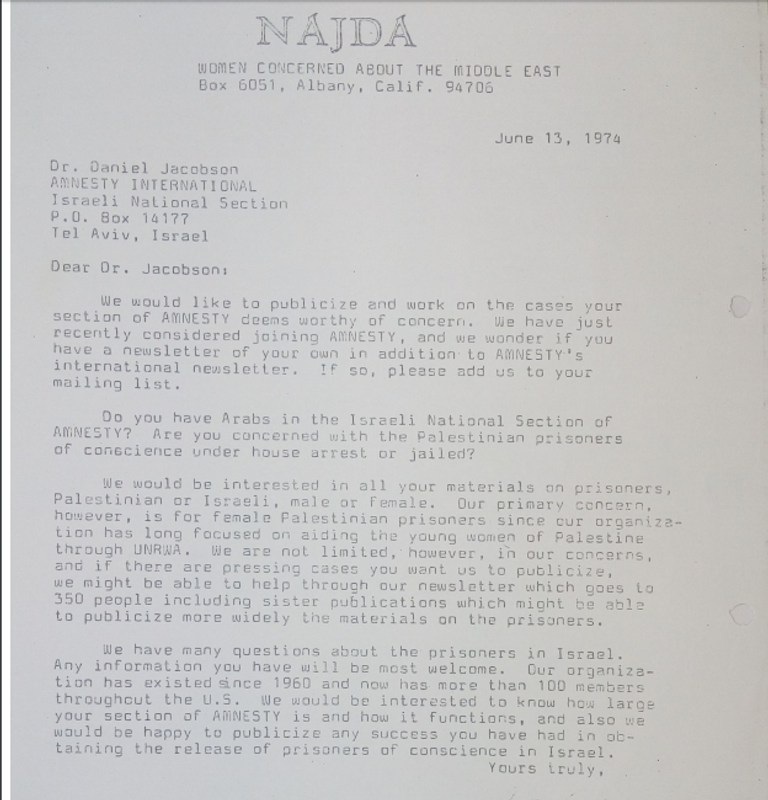 NAJDA
WOMEN CONCERNED ABOUT THE MIDDLE EAST
Box 6051, Albany, Calif. 94706
June 13, 1974
Dr. Daniel Jacobson
AMNESTY INTERNATIONAL
Israeli National Section
P.O. Box 14177
Tel Aviv, Israel
Dear Dr. Jacobson:
We would like to publicize and work on the cases your
section of AMNESTY deems worthy of concern. We have just
recently considered joining AMNESTY, and we wonder if you
have a newsletter of your own in addition to AMNESTY's
international newsletter. If so, please add us to your
mailing list.
Do you have Arabs in the Israeli National Section of
AMNESTY? Are you concerned with the Palestinian prisoners
of conscience under house arrest or jailed?
We would be interested in all your materials on prisoners,
Palestinian or Israeli, male or female. Our primary concern,
however, is for female Palestinian prisoners since our organiza-
tion has long focused on aiding the young women of Palestine
through UNRWA. We are not limited, however, in our concerns,
and if there are pressing cases you want us to publicize,
we might be able to help through our newsletter which goes to
350 people including sister publications which might be able
to publicize more widely the materials on the prisoners.
We have many questions about the prisoners in Israel.
Any information you have will be most welcome. Our organiza-
tion has existed since 1960 and now has more than 100 members
throughout the U.S. We would be interested to know how large
your section of AMNESTY is and how it functions, and also we
would be happy to publicize any success you have had in ob-
taining the release of prisoners of conscience in Israel.
Yours truly,